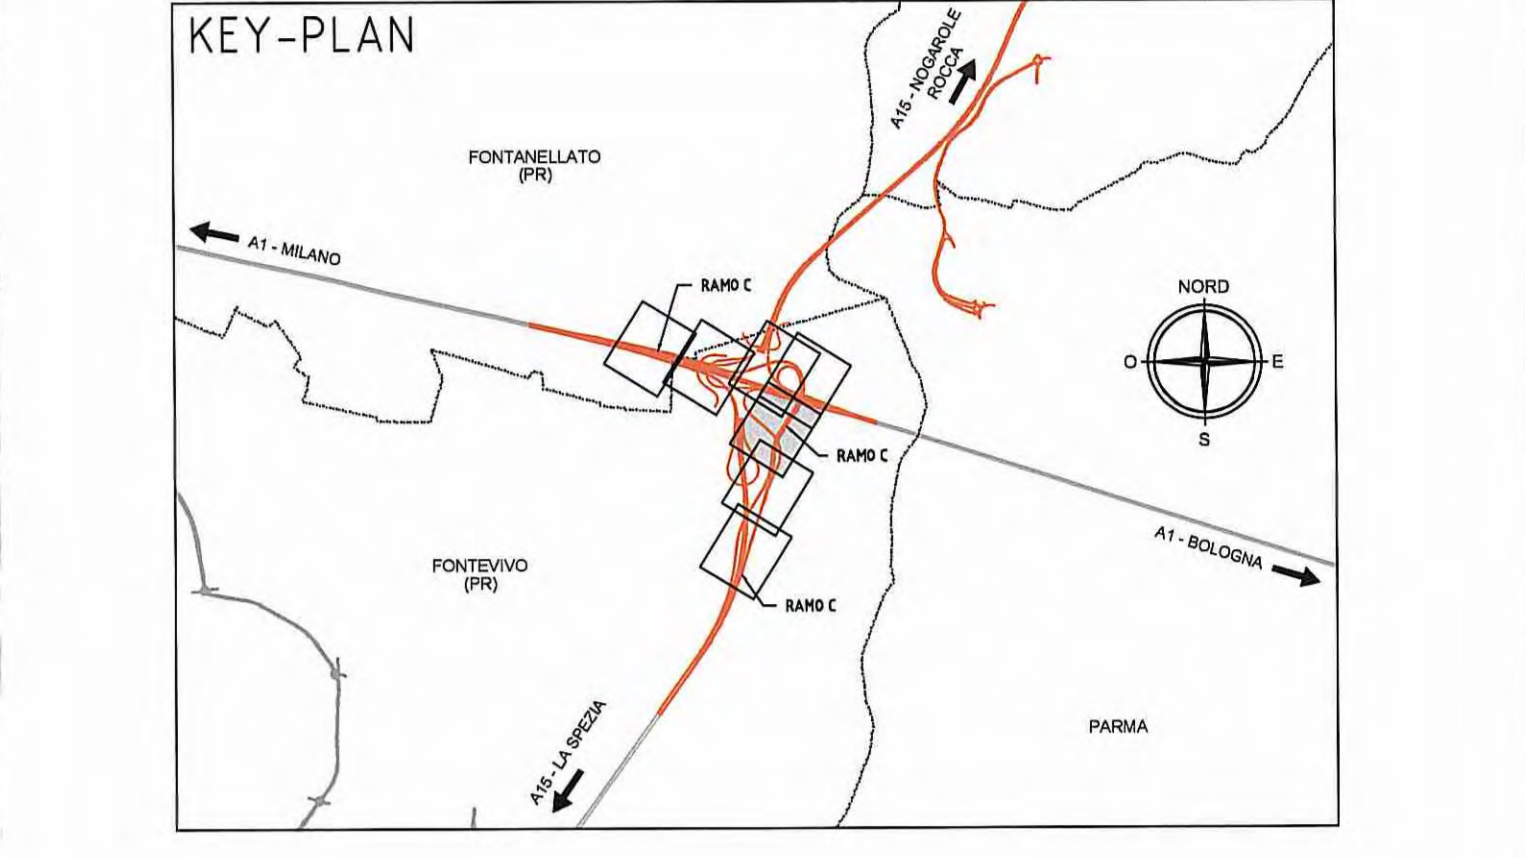 KEY-PLAN
A15 - NOGAROLE
ROCCA
FONTANELLATO
(PR)
A1 - MILANO
RAMO C
NORD
O
E
S
RAMO C
A1 - BOLOGNA
FONTEVIVO
(PR)
RAMO C
A15 - LA SPEZIA
PARMA